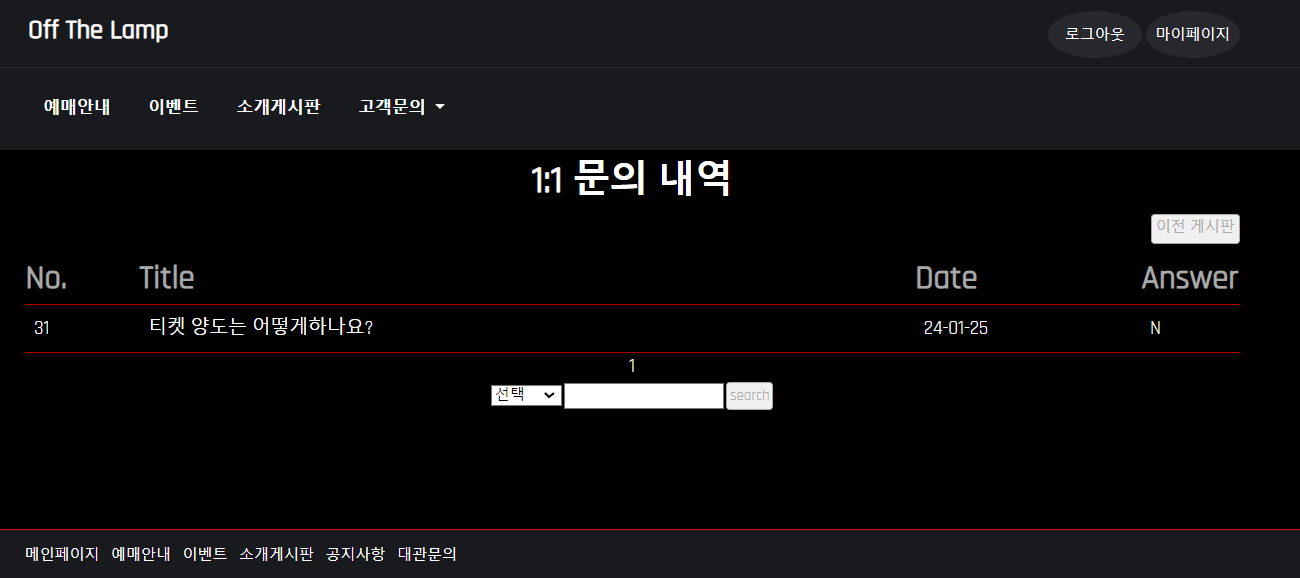 Off The Lamp
로그아웃 마이페이지
예매안내 이벤트 소개게시판 고객문의
1:1 문의 내역
이전 게시판
No. Title Date Answer
31 티켓 양도는 어떻게하나요? 24-01-25 N
1
선택 search
메인페이지 예매안내 이벤트 소개게시판 공지사항 대관문의